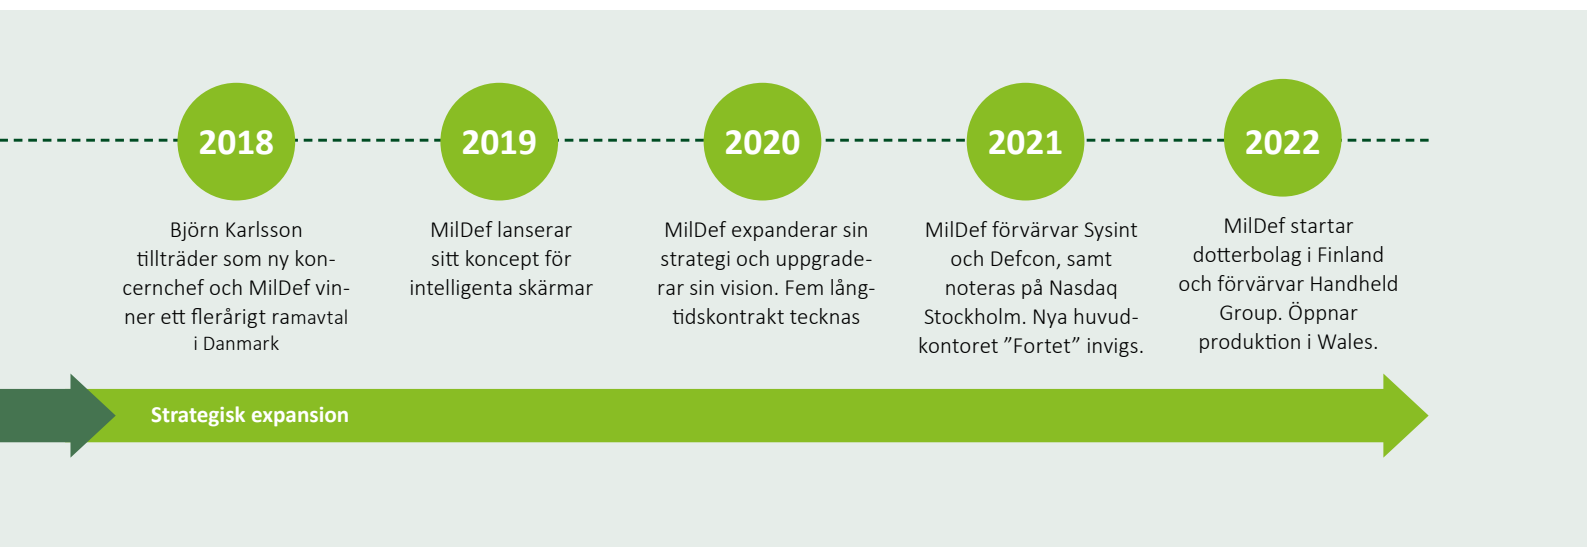 2018
Björn Karlsson
tillträder som ny kon-
cernchef och MilDef vin-
ner ett flerårigt ramavtal
i Danmark
2019
MilDef lanserar
sitt koncept för
intelligenta skärmar
2020
MilDef expanderar sin
strategi och uppgrade-
rar sin vision. Fem lång-
tidskontrakt tecknas
2021
MilDef förvärvar Sysint
och Defcon, samt
noteras på Nasdaq
Stockholm. Nya huvud-
kontoret ”Fortet” invigs.
2022
MilDef startar
dotterbolag i Finland
och förvärvar Handheld
Group. Öppnar
produktion i Wales.
Strategisk expansion